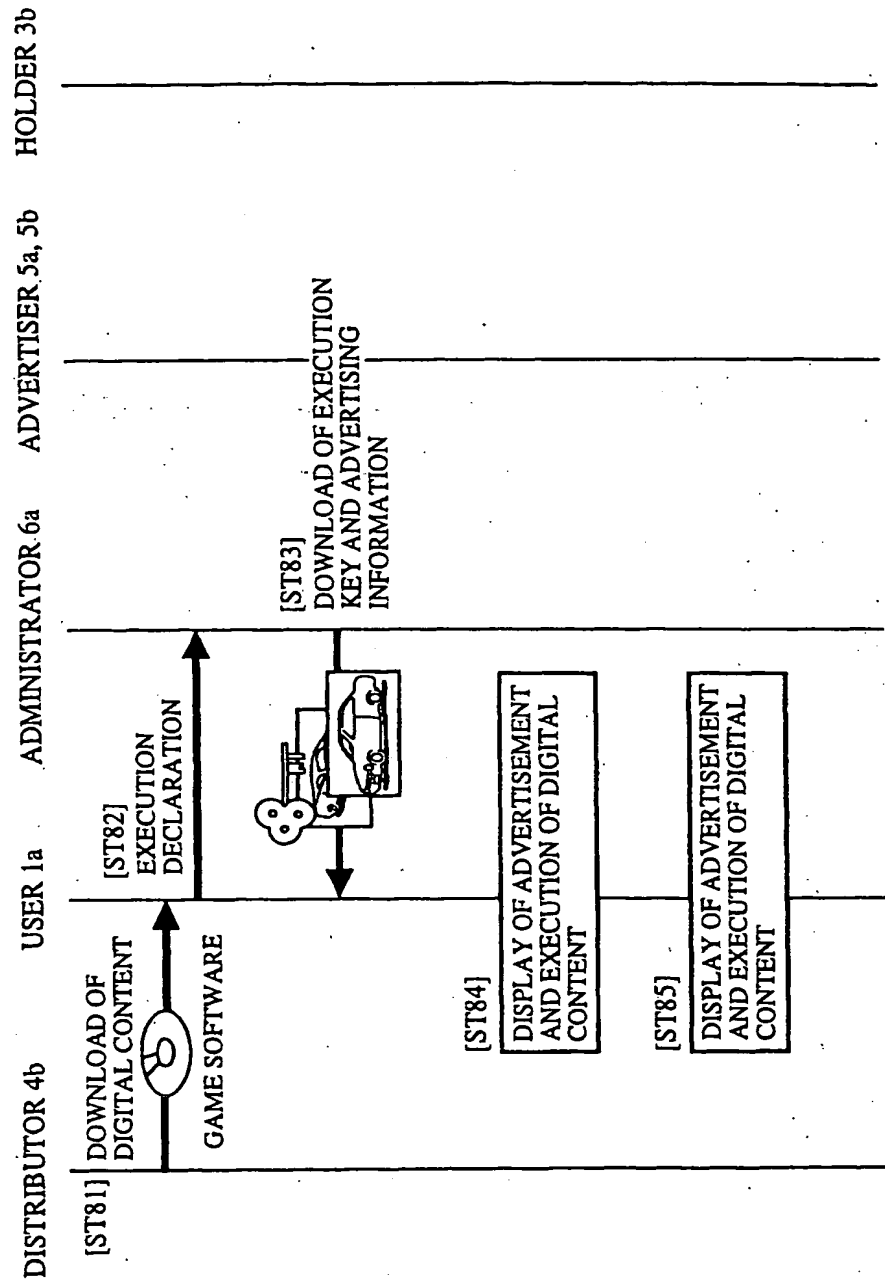 DISTRIBUTOR 4b
USER 1a
ADMINISTRATOR 6a
ADVERTISER 5a, 5b
HOLDER 3b
[ST81]
DOWNLOAD OF
DIGITAL CONTENT
GAME SOFTWARE
[ST82]
EXECUTION
DECLARATION
[ST83]
DOWNLOAD OF EXECUTION
KEY AND ADVERTISING
INFORMATION
[ST84]
DISPLAY OF ADVERTISEMENT
AND EXECUTION OF DIGITAL
CONTENT
[ST85]
DISPLAY OF ADVERTISEMENT
AND EXECUTION OF DIGITAL
CONTENT